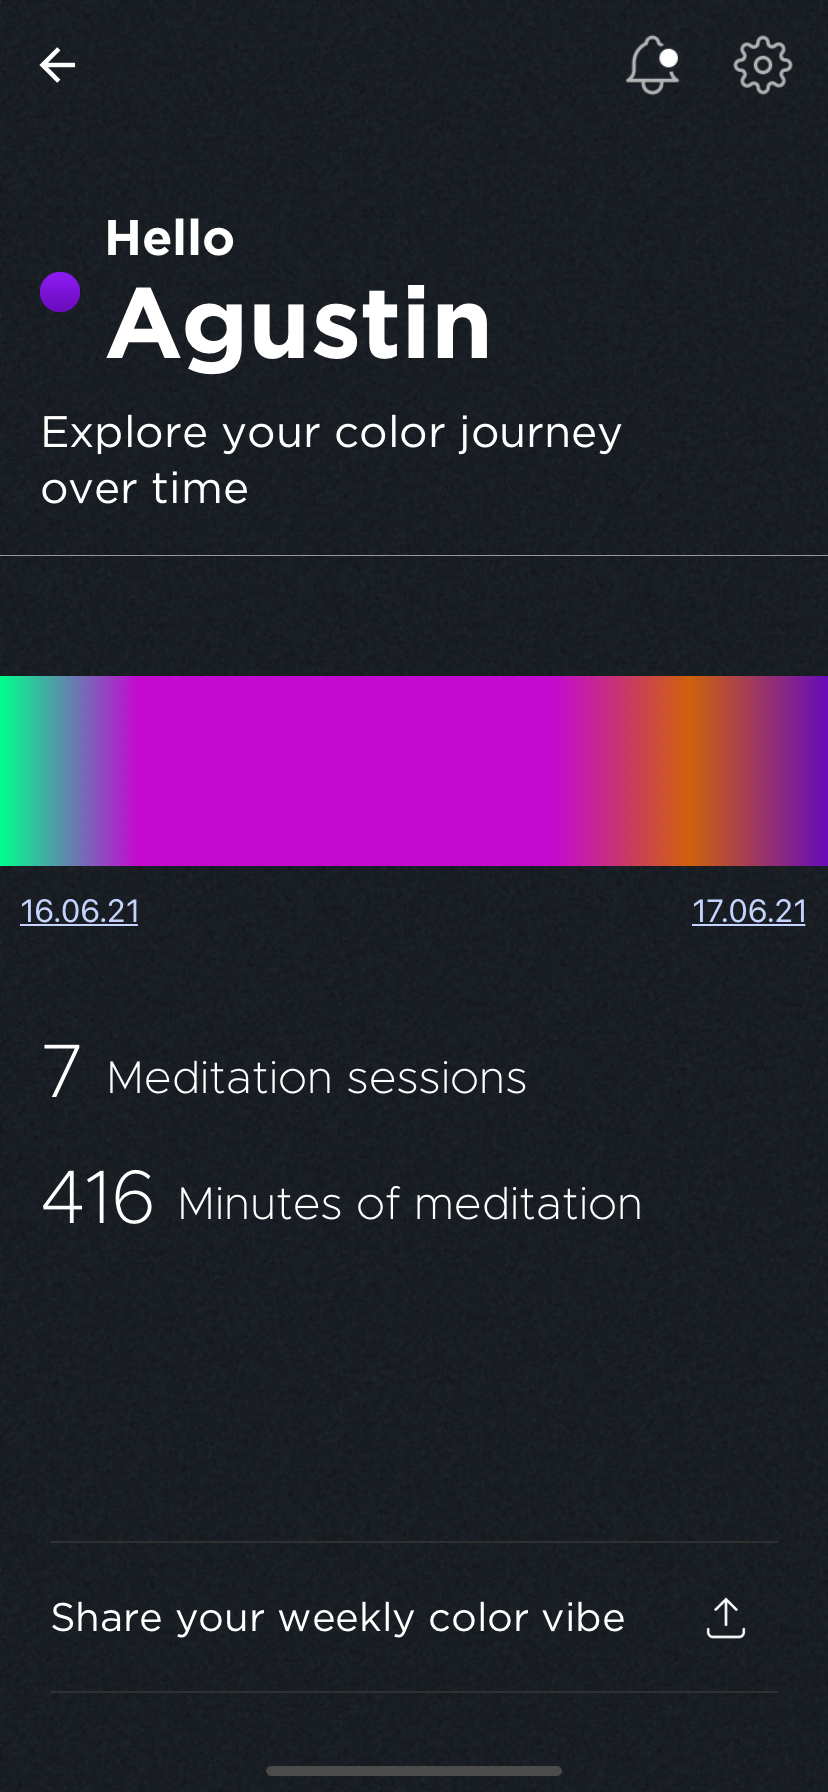 Hello
Agustin
Explore your color journey
over time
16.06.21
17.06.21
7 Meditation sessions
416 Minutes of meditation
Share your weekly color vibe